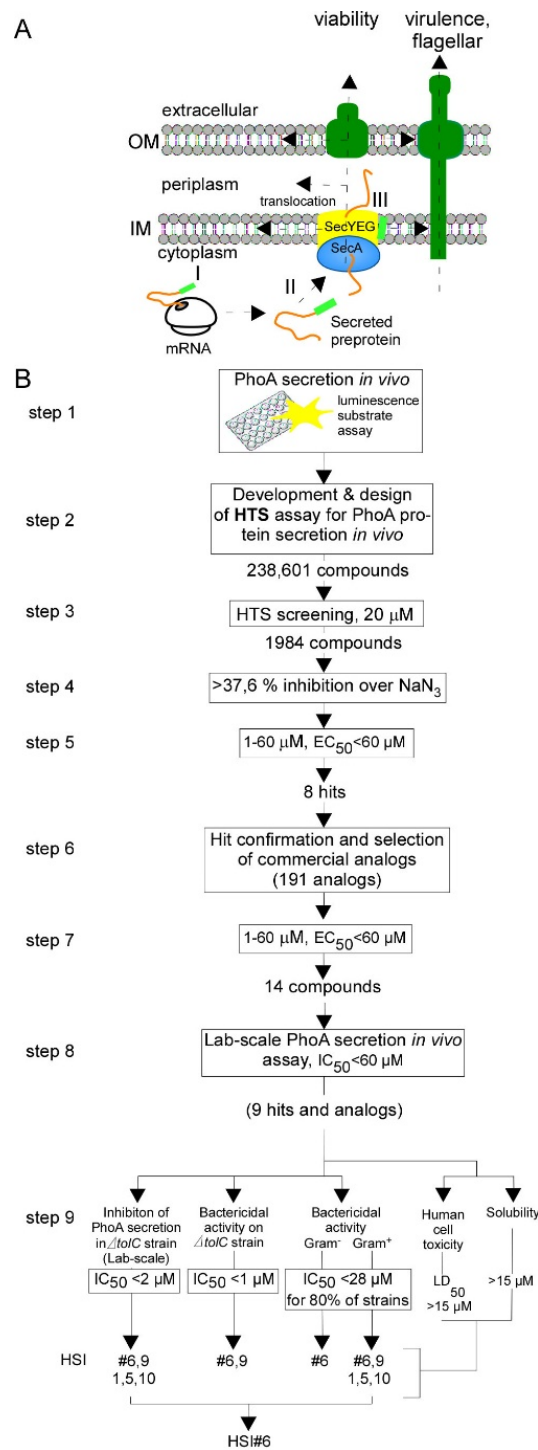 A
viability
virulence,
flagellar
extracellular
OM
periplasm
translocation
III
IM
SecYEG
cytoplasm
SecA
I
II
mRNA
Secreted
preprotein
B
step 1
PhoA secretion in vivo
luminescence
substrate
assay
step 2
Development & design
of HTS assay for PhoA pro-
tein secretion in vivo
238,601 compounds
step 3
HTS screening, 20 μM
1984 compounds
step 4
>37,6 % inhibition over NaN3
step 5
1-60 μM, EC50<60 μM
8 hits
step 6
Hit confirmation and selection
of commercial analogs
(191 analogs)
step 7
1-60 μM, EC50<60 μM
14 compounds
step 8
Lab-scale PhoA secretion in vivo
assay, IC50<60 μM
(9 hits and analogs)
step 9
Inhibiton of
PhoA secretion
in ΔtolC strain
(Lab-scale)
IC50 <2 μM
Bactericidal
activity on
ΔtolC strain
IC50 <1 μM
Bactericidal
activity
Gram- Gram+
IC50 <28 μM
for 80% of strains
Human
cell
toxicity
LD50
>15 μM
Solubility
>15 μM
HSI
#6,9
1,5,10
#6,9
#6
#6,9
1,5,10
HSI#6